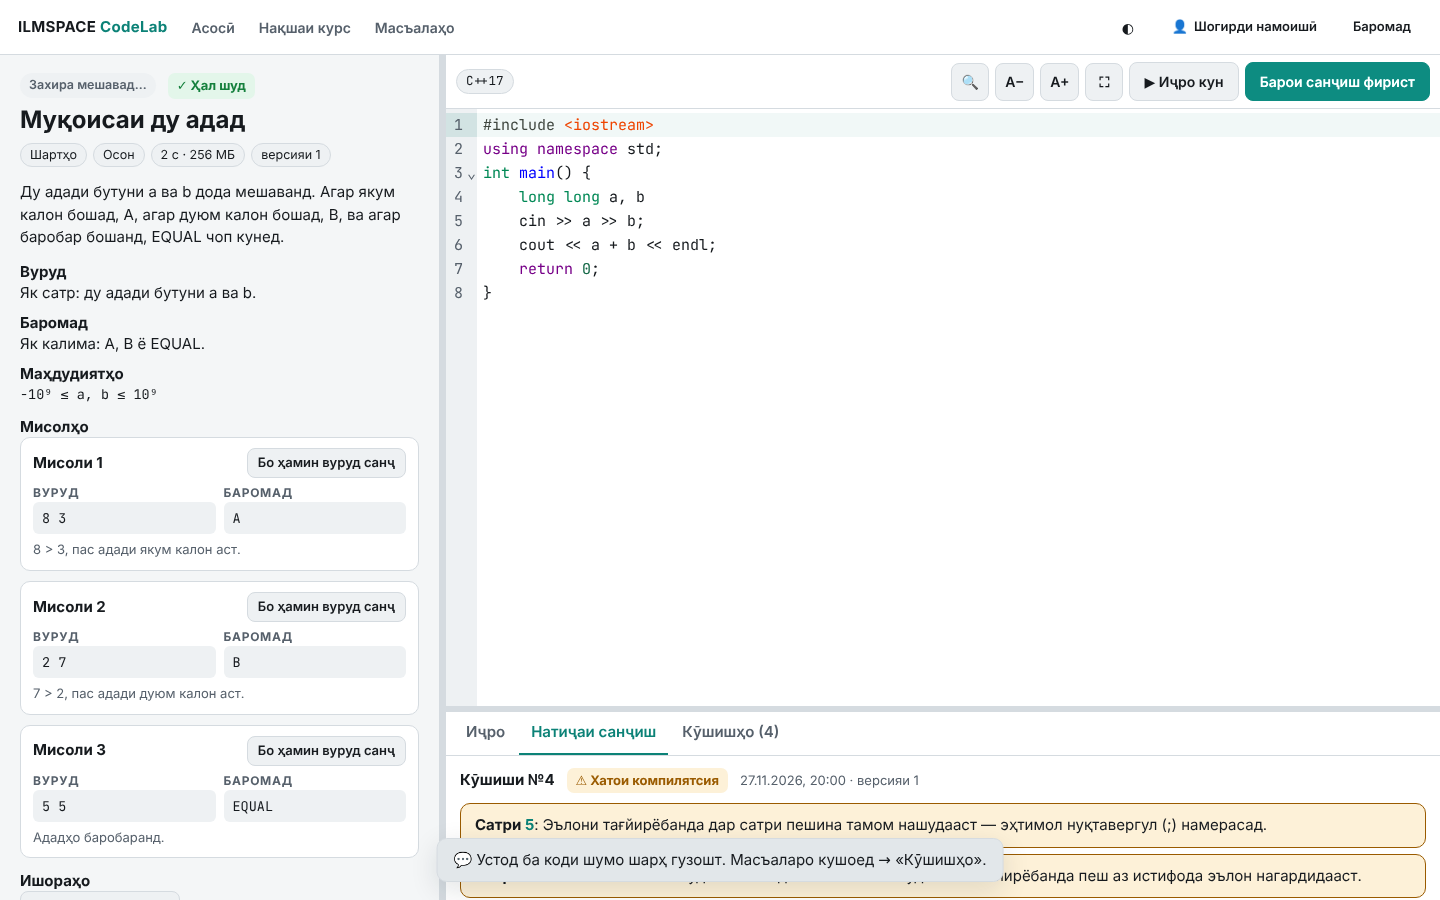 ILMSPACE CodeLab Асосӣ Нақшаи курс Масъалаҳо
Шогирди намоишӣ Баромад
Захира мешавад... ✓ Ҳал шуд
Муқоисаи ду адад
Шартҳо Осон 2 с · 256 МБ версияи 1
Ду адади бутуни a ва b дода мешаванд. Агар якум
калон бошад, A, агар дуюм калон бошад, B, ва агар
баробар бошанд, EQUAL чоп кунед.
Вуруд
Як сатр: ду адади бутуни a ва b.
Баромад
Як калима: A, B ё EQUAL.
Маҳдудиятҳо
-10⁹ ≤ a, b ≤ 10⁹
Мисолҳо
Мисоли 1 Бо ҳамин вуруд санҷ
ВУРУД БАРОМАД
8 3 A
8 > 3, пас адади якум калон аст.
Мисоли 2 Бо ҳамин вуруд санҷ
ВУРУД БАРОМАД
2 7 B
7 > 2, пас адади дуюм калон аст.
Мисоли 3 Бо ҳамин вуруд санҷ
ВУРУД БАРОМАД
5 5 EQUAL
Ададҳо баробаранд.
Ишораҳо
C++17 A− A+ ▶ Иҷро кун Барои санҷиш фирист
1 #include <iostream>
2 using namespace std;
3 int main() {
4 long long a, b
5 cin >> a >> b;
6 cout << a + b << endl;
7 return 0;
8 }
Иҷро Натиҷаи санҷиш Кӯшишҳо (4)
Кӯшиши №4 ⚠ Хатои компилятсия 27.11.2026, 20:00 · версияи 1
Сатри 5: Эълони тағйирёбанда дар сатри пешина тамом нашудааст — эҳтимол нуқтавергул (;) намерасад.
💬 Устод ба коди шумо шарҳ гузошт. Масъаларо кушоед → «Кӯшишҳо».
пеш аз истифода эълон нагардидааст.